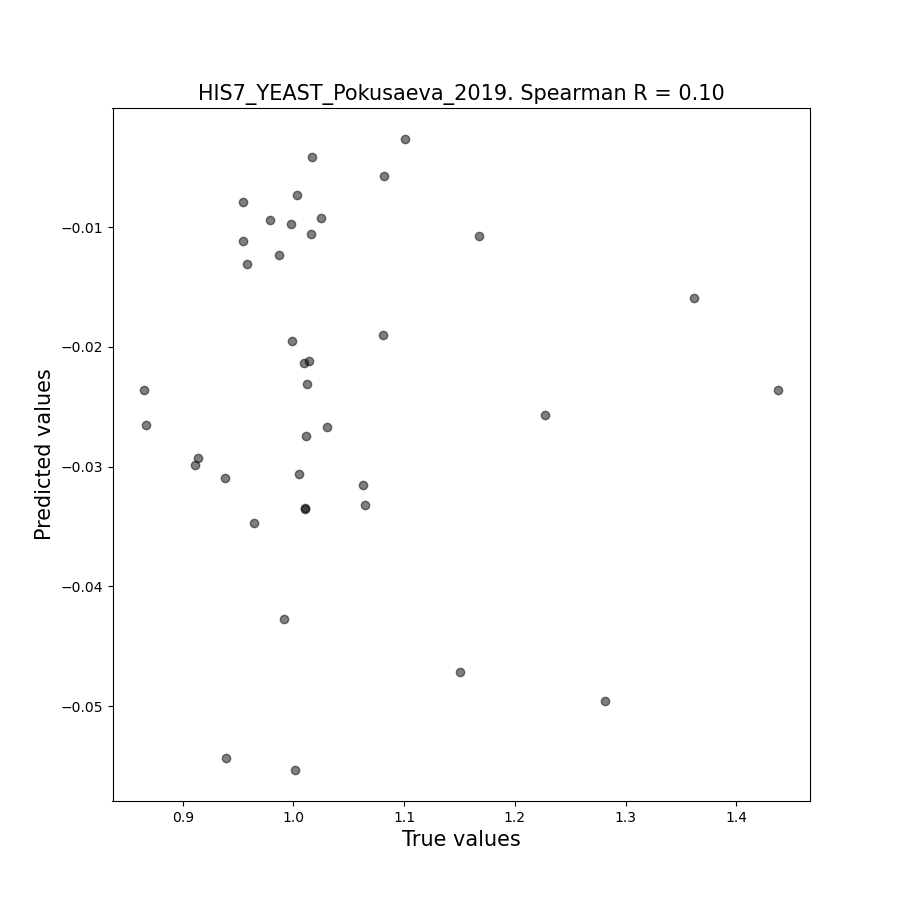 HIS7_YEAST_Pokusaeva_2019. Spearman R = 0.10
−0.01
−0.02
−0.03
−0.04
−0.05
Predicted values
0.9 1.0 1.1 1.2 1.3 1.4
True values